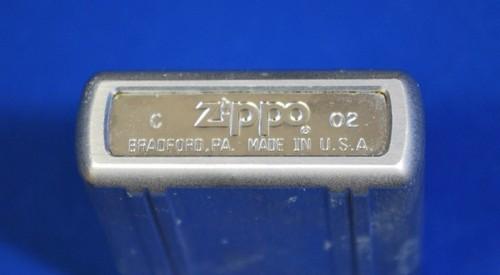 C Zippo® 02
BRADFORD, PA. MADE IN U.S.A.